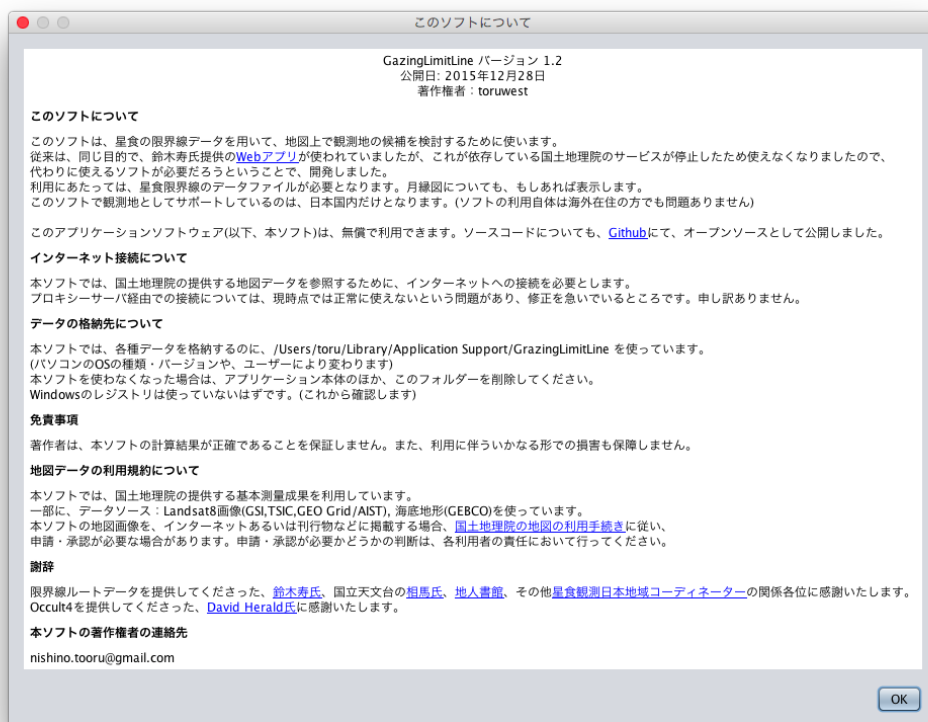 このソフトについて
GazingLimitLine バージョン 1.2
公開日: 2015年12月28日
著作権者：toruwest
このソフトについて
このソフトは、星食の限界線データを用いて、地図上で観測地の候補を検討するために使います。
従来は、同じ目的で、鈴木寿氏提供のWebアプリが使われていましたが、これが依存している国土地理院のサービスが停止したため使えなくなりましたので、
代わりに使えるソフトが必要だろうということで、開発しました。
利用にあたっては、星食限界線のデータファイルが必要となります。月縁図についても、もしあれば表示します。
このソフトで観測地としてサポートしているのは、日本国内だけとなります。(ソフトの利用自体は海外在住の方でも問題ありません)
このアプリケーションソフトウェア(以下、本ソフト)は、無償で利用できます。ソースコードについても、Githubにて、オープンソースとして公開しました。
インターネット接続について
本ソフトでは、国土地理院の提供する地図データを参照するために、インターネットへの接続を必要とします。
プロキシーサーバ経由での接続については、現時点では正常に使えないという問題があり、修正を急いでいるところです。申し訳ありません。
データの格納先について
本ソフトでは、各種データを格納するのに、/Users/toru/Library/Application Support/GrazingLimitLine を使っています。
(パソコンのOSの種類・バージョンや、ユーザーにより変わります)
本ソフトを使わなくなった場合は、アプリケーション本体のほか、このフォルダーを削除してください。
Windowsのレジストリは使っていないはずです。(これから確認します)
免責事項
著作者は、本ソフトの計算結果が正確であることを保証しません。また、利用に伴ういかなる形での損害も保障しません。
地図データの利用規約について
本ソフトでは、国土地理院の提供する基本測量成果を利用しています。
一部に、データソース：Landsat8画像(GSI,TSIC,GEO Grid/AIST), 海底地形(GEBCO)を使っています。
本ソフトの地図画像を、インターネットあるいは刊行物などに掲載する場合、国土地理院の地図の利用手続きに従い、
申請・承認が必要な場合があります。申請・承認が必要かどうかの判断は、各利用者の責任において行ってください。
謝辞
限界線ルートデータを提供してくださった、鈴木寿氏、国立天文台の相馬氏、地人書館、その他星食観測日本地域コーディネーターの関係各位に感謝いたします。
Occult4を提供してくださった、David Herald氏に感謝いたします。
本ソフトの著作権者の連絡先
nishino.tooru@gmail.com
OK